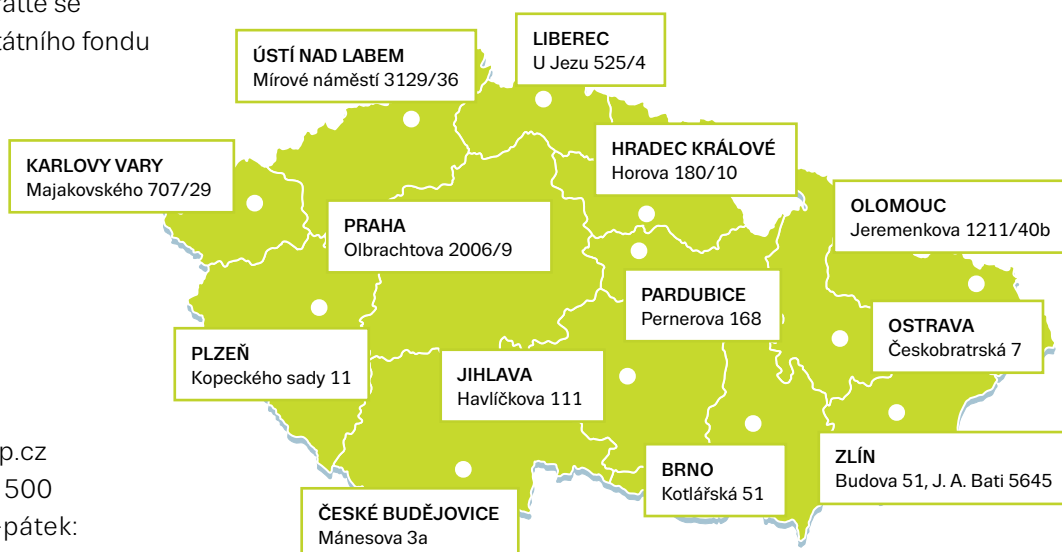 tátního fondu
ÚSTÍ NAD LABEM
Mírové náměstí 3129/36
LIBEREC
U Jezu 525/4
KARLOVY VARY
Majakovského 707/29
HRADEC KRÁLOVÉ
Horova 180/10
PRAHA
Olbrachtova 2006/9
OLOMOUC
Jeremenkova 1211/40b
PARDUBICE
Pernerova 168
OSTRAVA
Českobratrská 7
PLZEŇ
Kopeckého sady 11
JIHLAVA
Havlíčkova 111
BRNO
Kotlářská 51
ZLÍN
Budova 51, J. A. Bati 5645
ČESKÉ BUDĚJOVICE
Mánesova 3a
p.cz
500
-pátek: